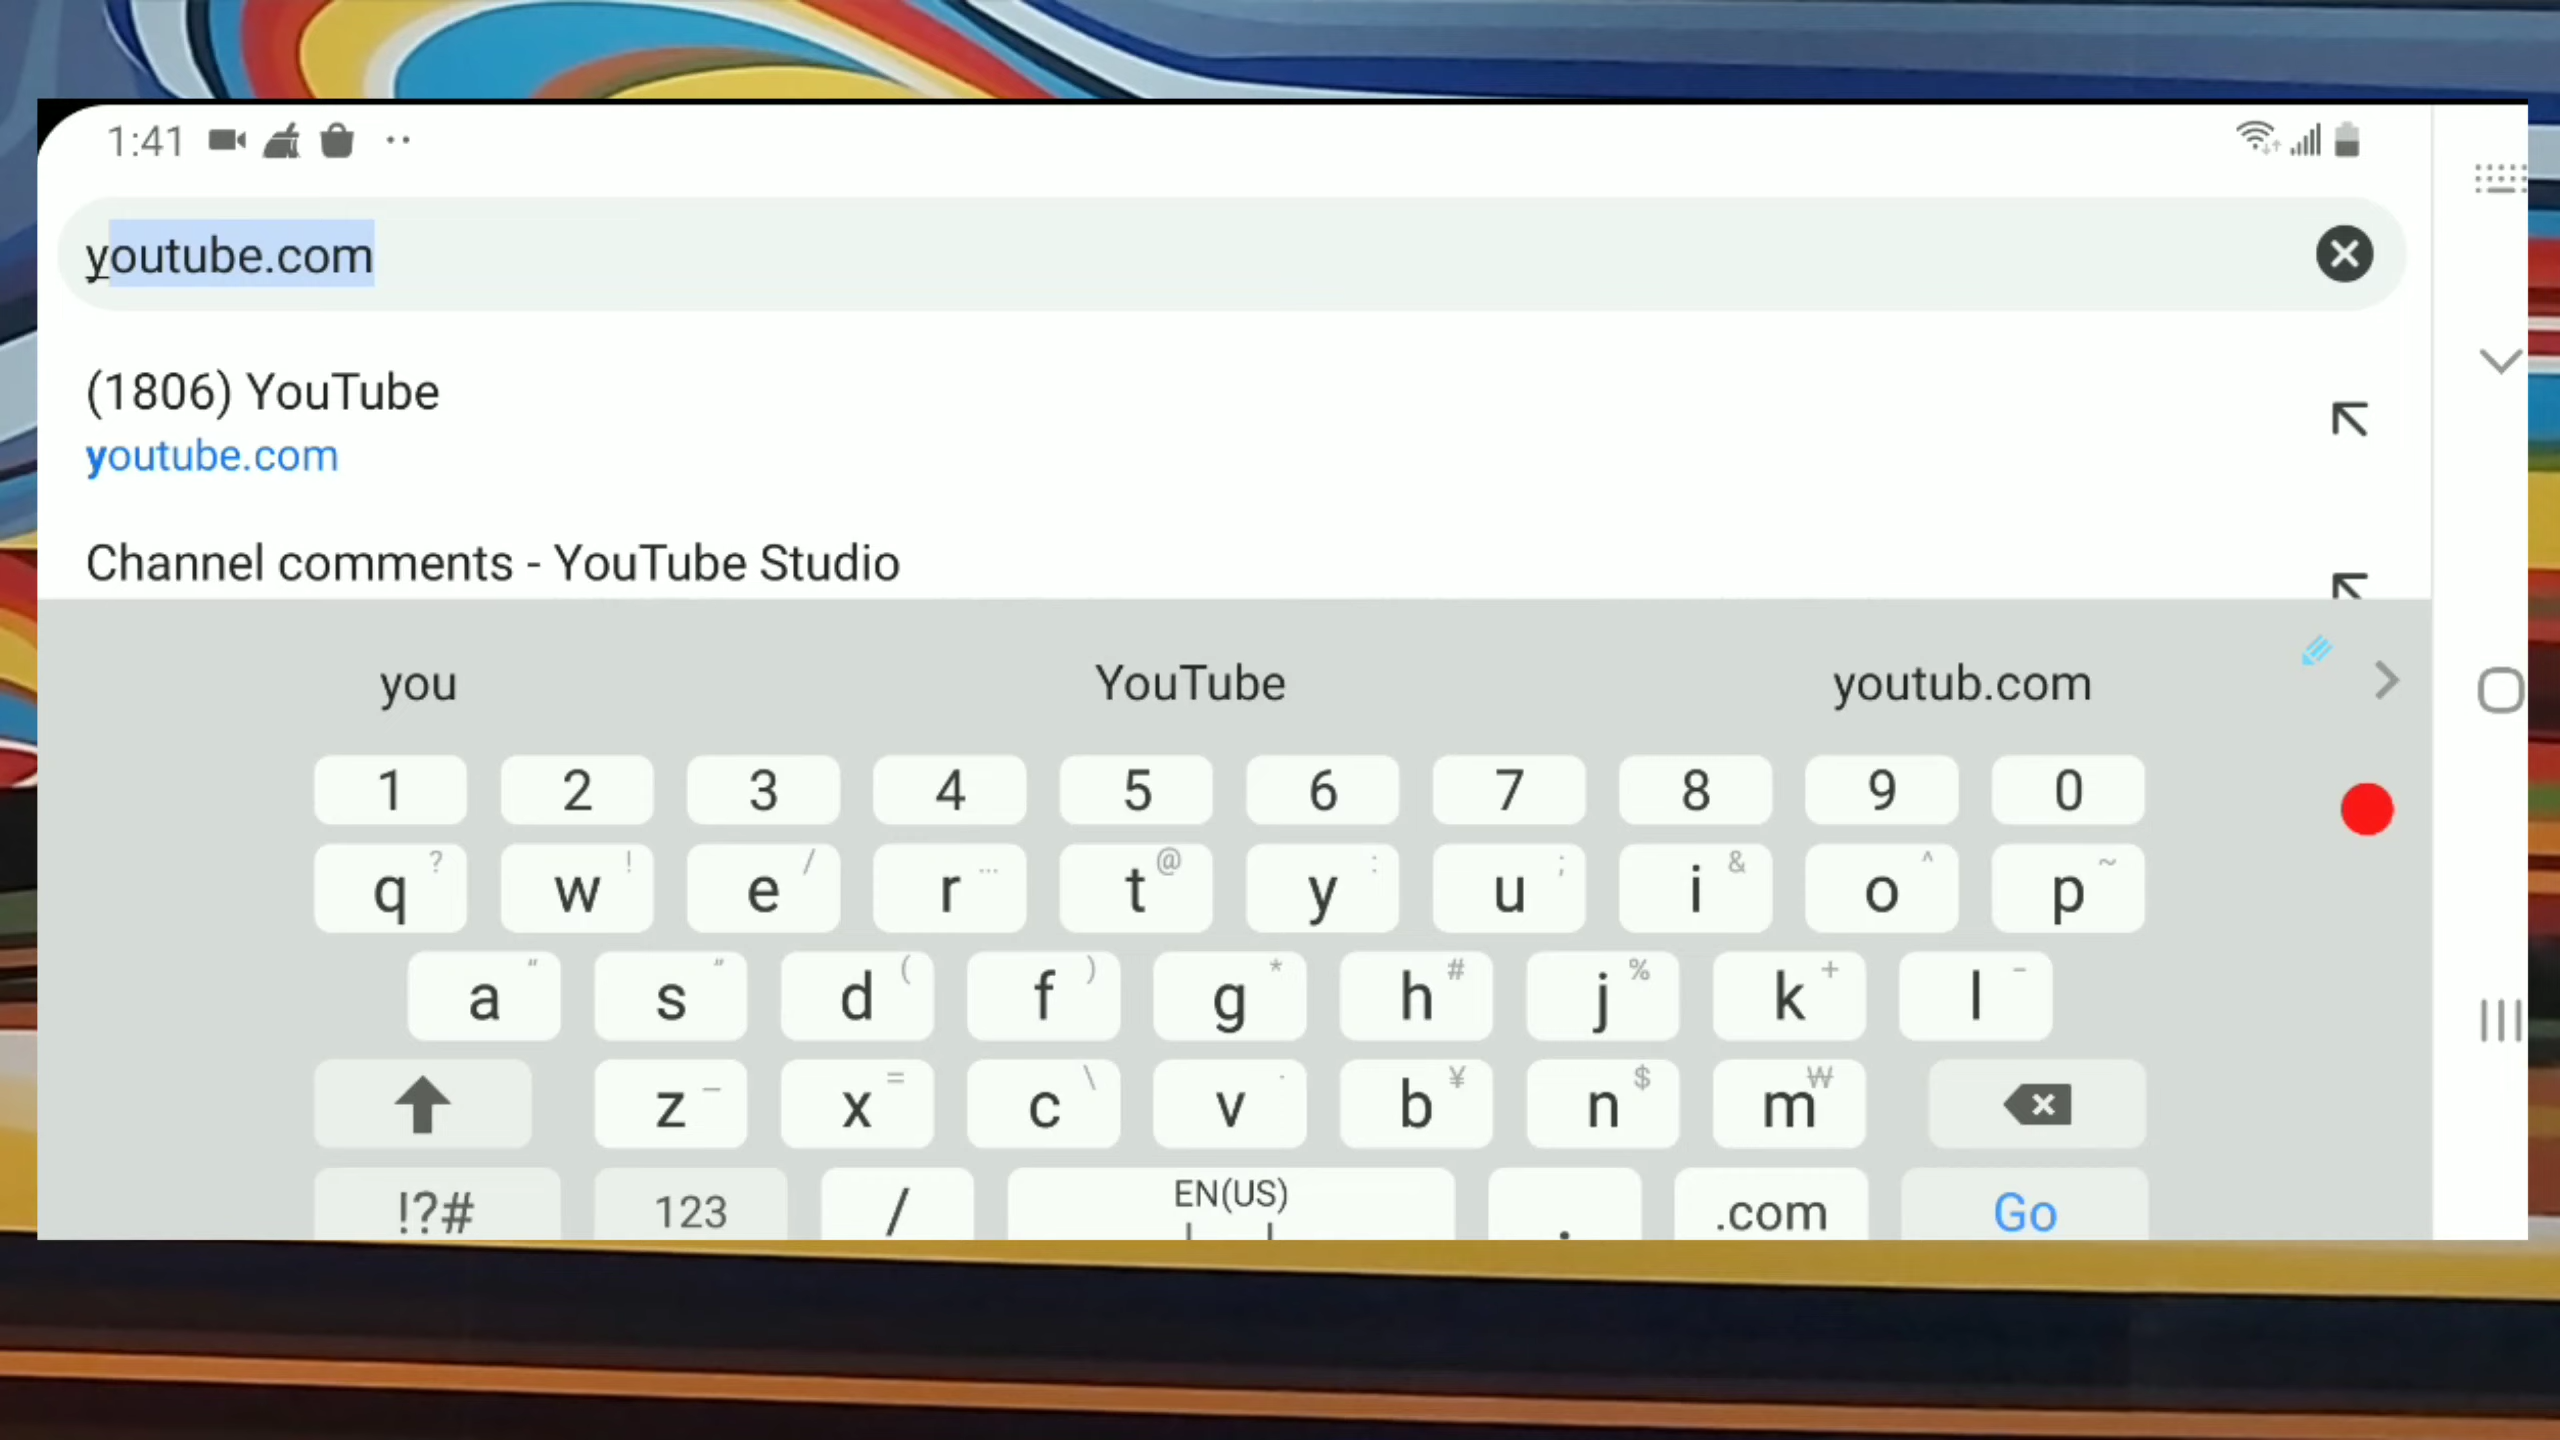 1:41
youtube.com
(1806) YouTube
youtube.com
Channel comments - YouTube Studio
you YouTube youtub.com
1 2 3 4 5 6 7 8 9 0
q ? w ! e / r ... t @ y : u ; i & o ^ p ~
a “ s ” d ( f ) g * h # j % k + l -
z _ x = c \ v · b ¥ n $ m ₩
!?# 123 / EN(US) . .com Go